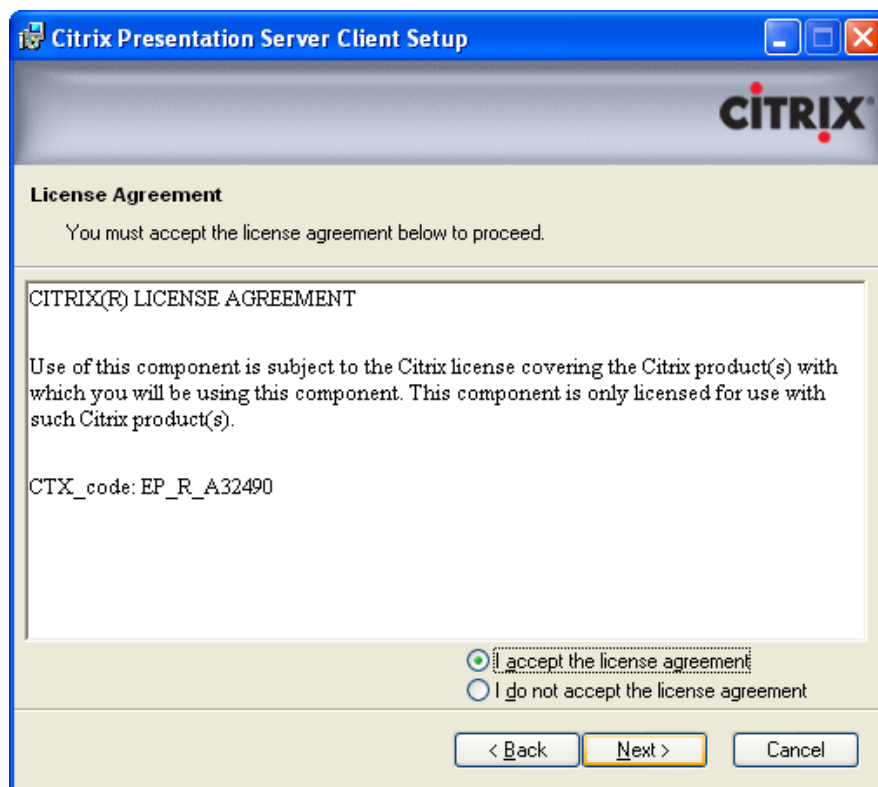 Citrix Presentation Server Client Setup
CITRIX®
License Agreement
You must accept the license agreement below to proceed.
CITRIX(R) LICENSE AGREEMENT
Use of this component is subject to the Citrix license covering the Citrix product(s) with
which you will be using this component. This component is only licensed for use with
such Citrix product(s).
CTX_code: EP_R_A32490
I accept the license agreement
I do not accept the license agreement
< Back Next > Cancel